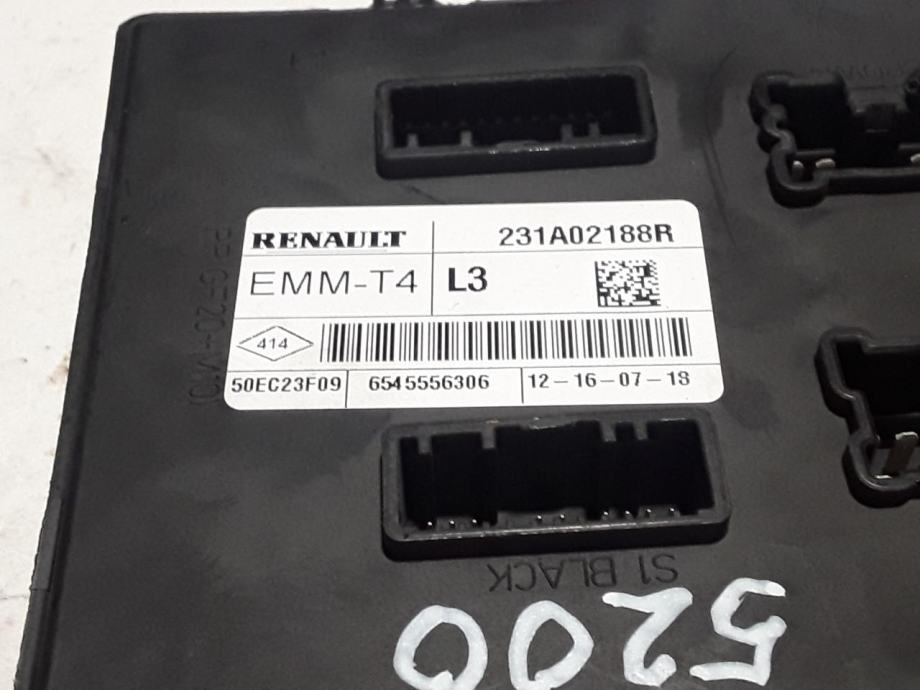 RENAULT 231A02188R
EMM-T4 L3
414
50EC23F09 6545556306 12-16-07-18
S1 BLACK
5200